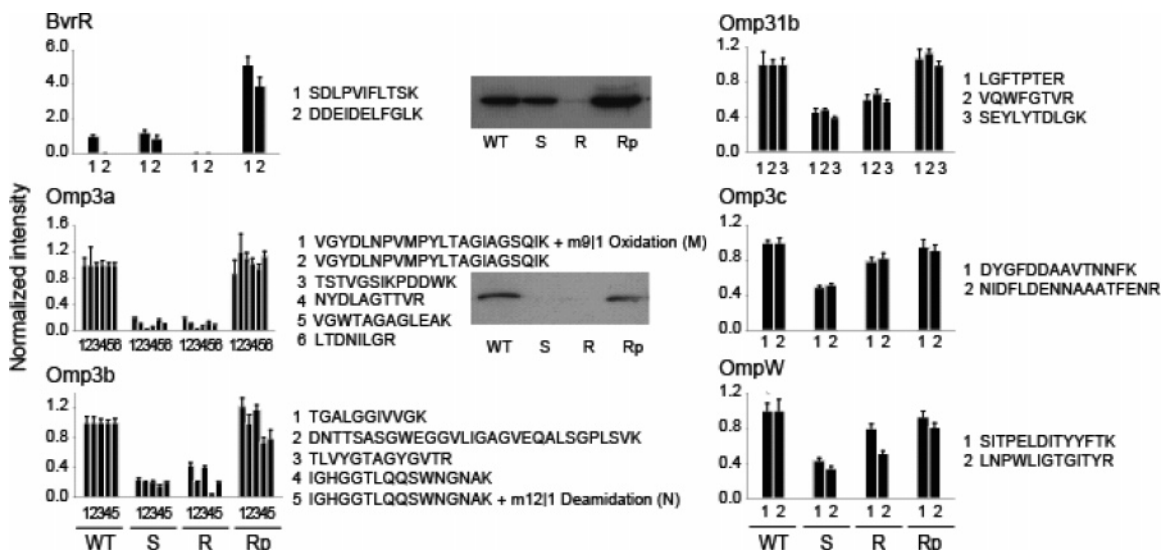 BvrR
6.0
4.0
2.0
0.0
1 2 1 2 1 2 1 2
1 SDLPVIFLTSK
2 DDEIDELFGLK
WT S R Rp
Omp3a
1.6
1.2
0.8
0.4
0.0
123456 123456 123456 123456
1 VGYDLNPVMPYLTAGIAGSQIK + m9|1 Oxidation (M)
2 VGYDLNPVMPYLTAGIAGSQIK
3 TSTVGSIKPDDWK
4 NYDLAGTTVR
5 VGWTAGAGLEAK
6 LTDNILGR
WT S R Rp
Omp3b
1.2
0.8
0.4
0.0
12345 12345 12345 12345
1 TGALGGIVVGK
2 DNTTSASGWEGGVLIGAGVEQALSGPLSVK
3 TLVYGTAGYGVTR
4 IGHGGTLQQSWNGNAK
5 IGHGGTLQQSWNGNAK + m12|1 Deamidation (N)
WT S R Rp
Normalized intensity
Omp31b
1.2
0.8
0.4
0.0
123 123 123 123
1 LGFTPTER
2 VQWFGTVR
3 SEYLYTDLGK
Omp3c
1.2
0.8
0.4
0.0
1 2 1 2 1 2 1 2
1 DYGFDDAAVTNNFK
2 NIDFLDENNAAATFENR
OmpW
1.2
0.8
0.4
0.0
1 2 1 2 1 2 1 2
1 SITPELDITYYFTK
2 LNPWLIGTGITYR
WT S R Rp